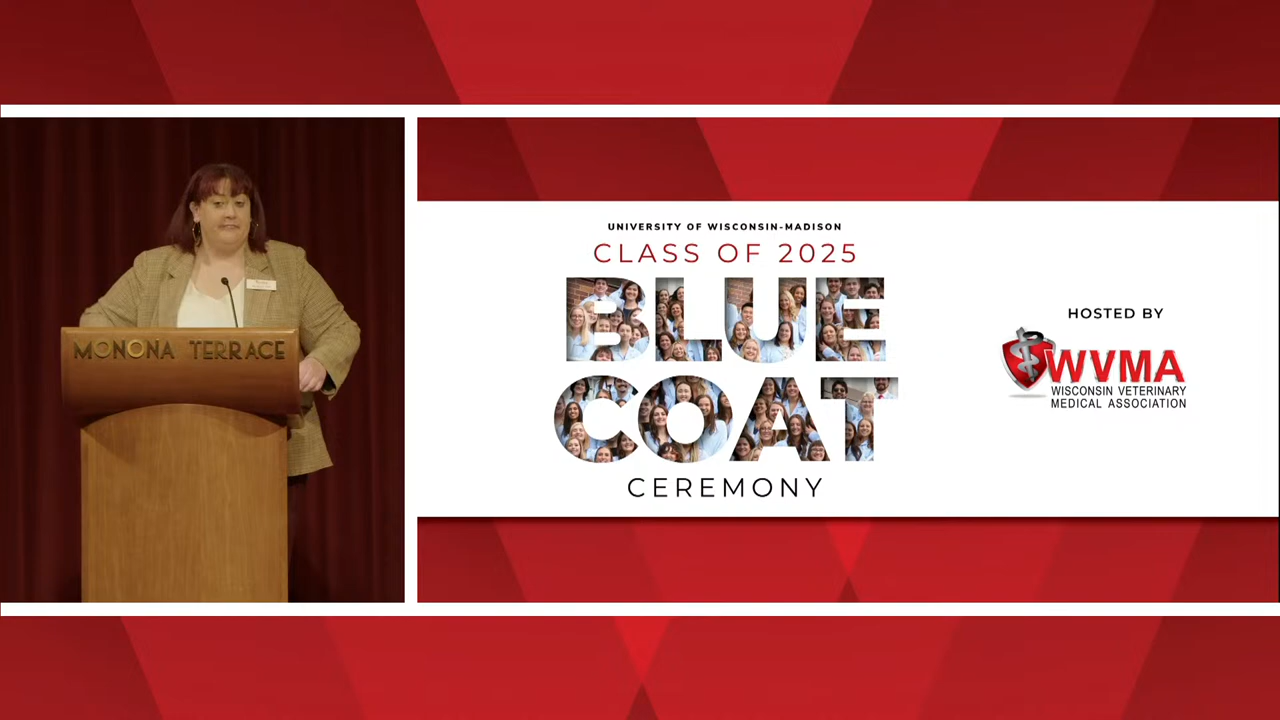 MONONA TERRACE
UNIVERSITY OF WISCONSIN-MADISON
CLASS OF 2025
BLUE
COAT
CEREMONY
HOSTED BY
WVMA
WISCONSIN VETERINARY
MEDICAL ASSOCIATION